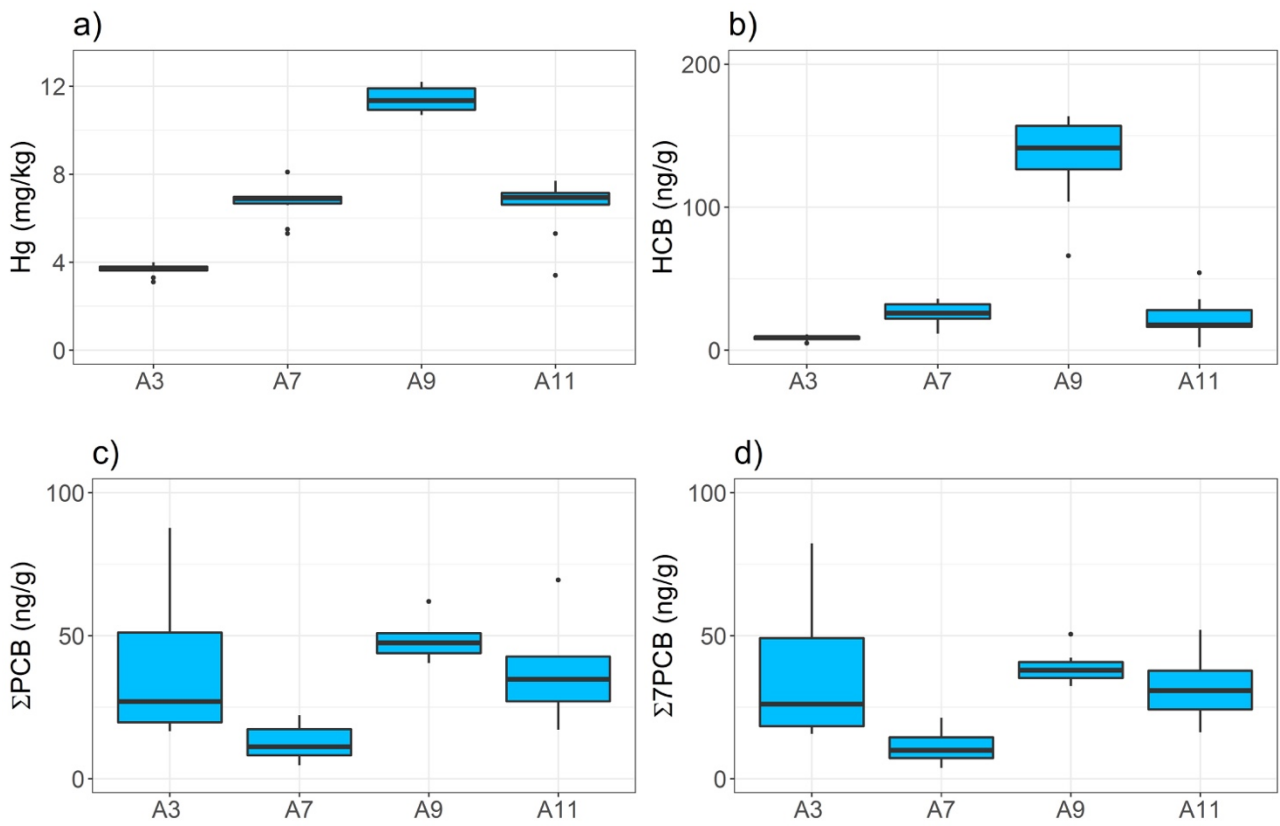 a)
Hg (mg/kg)
12
8
4
0
A3 A7 A9 A11
b)
HCB (ng/g)
200
100
0
A3 A7 A9 A11
c)
ΣPCB (ng/g)
100
50
0
A3 A7 A9 A11
d)
Σ7PCB (ng/g)
100
50
0
A3 A7 A9 A11